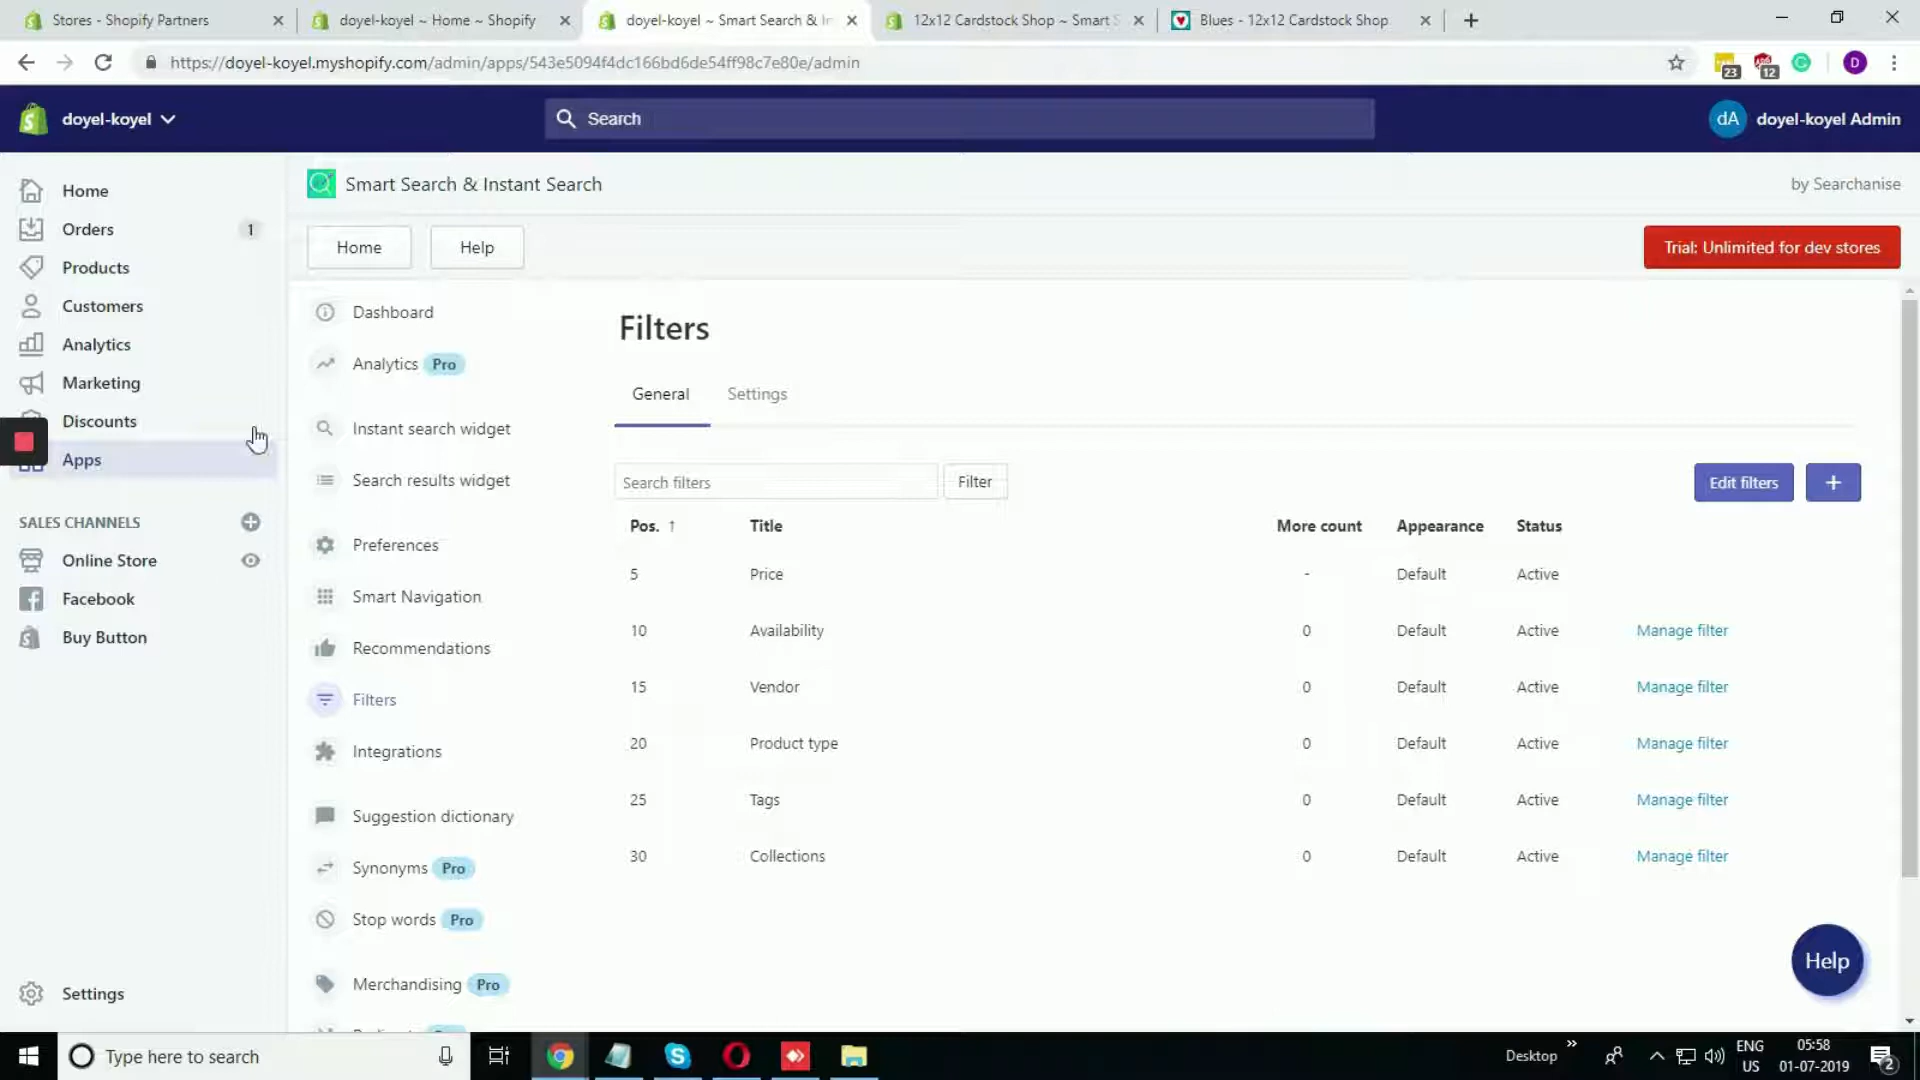 Stores - Shopify Partners
doyel-koyel ~ Home ~ Shopify
doyel-koyel ~ Smart Search & In
12x12 Cardstock Shop ~ Smart S
Blues - 12x12 Cardstock Shop
https://doyel-koyel.myshopify.com/admin/apps/543e5094f4dc166bd6de54ff98c7e80e/admin
23
12
D
doyel-koyel
Search
dA
doyel-koyel Admin
Home
Orders 1
Products
Customers
Analytics
Marketing
Discounts
Apps
SALES CHANNELS
Online Store
Facebook
Buy Button
Settings
Smart Search & Instant Search
by Searchanise
Home
Help
Trial: Unlimited for dev stores
Dashboard
Analytics Pro
Instant search widget
Search results widget
Preferences
Smart Navigation
Recommendations
Filters
Integrations
Suggestion dictionary
Synonyms Pro
Stop words Pro
Merchandising Pro
Filters
General Settings
Search filters
Filter
Edit filters
+
Pos. ↑ Title More count Appearance Status
5 Price - Default Active
10 Availability 0 Default Active Manage filter
15 Vendor 0 Default Active Manage filter
20 Product type 0 Default Active Manage filter
25 Tags 0 Default Active Manage filter
30 Collections 0 Default Active Manage filter
Help
Type here to search
Desktop
ENG
US
05:58
01-07-2019
2